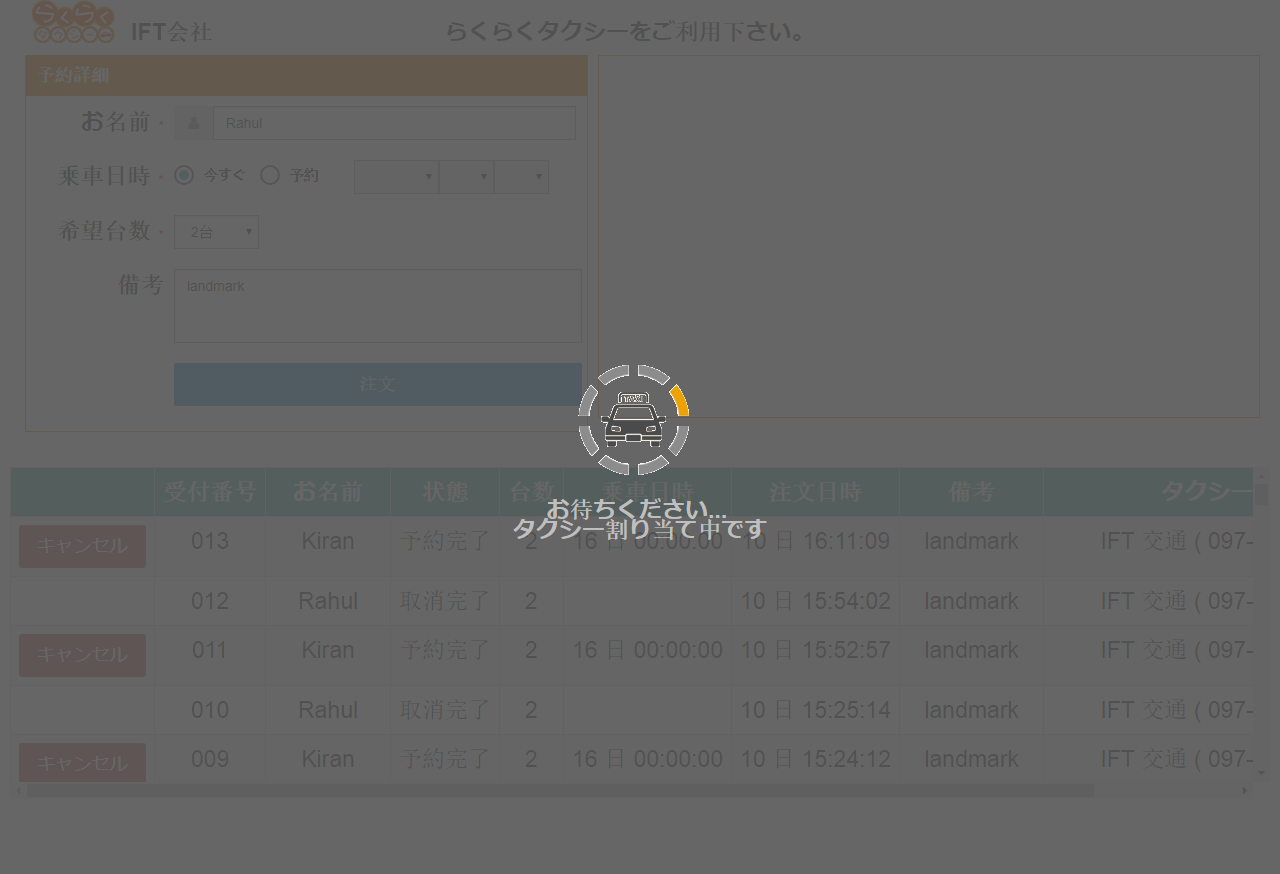 らくらく
タクシー
IFT会社
らくらくタクシーをご利用下さい。
予約詳細
お名前
Rahul
乗車日時
今すぐ
予約
希望台数
2台
備考
landmark
注文
TAXI
お待ちください...
タクシー割り当て中です
受付番号 お名前 状態 台数 乗車日時 注文日時 備考 タクシー
キャンセル 013 Kiran 予約完了 2 16 日 00:00:00 10 日 16:11:09 landmark IFT 交通 ( 097-
012 Rahul 取消完了 2 10 日 15:54:02 landmark IFT 交通 ( 097-
キャンセル 011 Kiran 予約完了 2 16 日 00:00:00 10 日 15:52:57 landmark IFT 交通 ( 097-
010 Rahul 取消完了 2 10 日 15:25:14 landmark IFT 交通 ( 097-
キャンセル 009 Kiran 予約完了 2 16 日 00:00:00 10 日 15:24:12 landmark IFT 交通 ( 097-